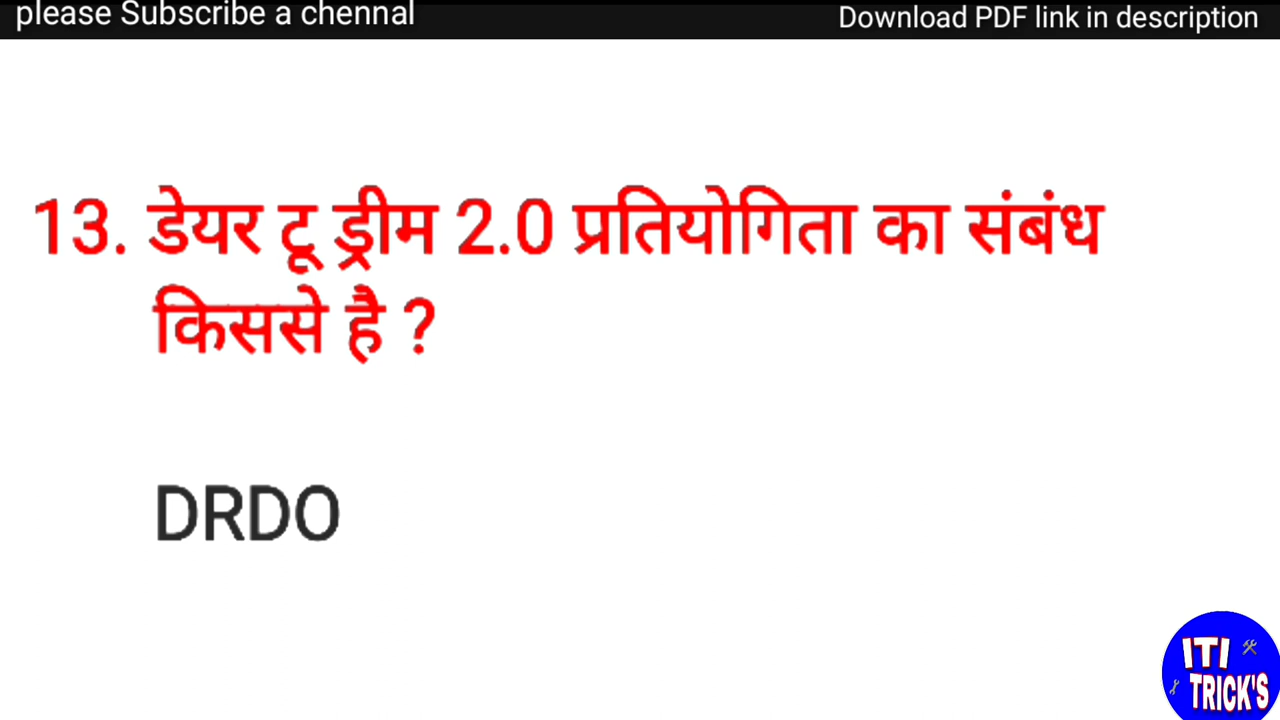 please Subscribe a chennal
Download PDF link in description
13. डेयर टू ड्रीम 2.0 प्रतियोगिता का संबंध
किससे है ?
DRDO
ITI
TRICK'S